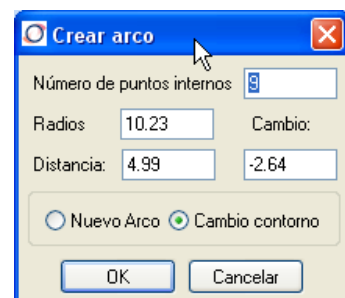 Crear arco
Número de puntos internos 9
Radios 10.23 Cambio:
Distancia: 4.99 -2.64
Nuevo Arco Cambio contorno
OK Cancelar